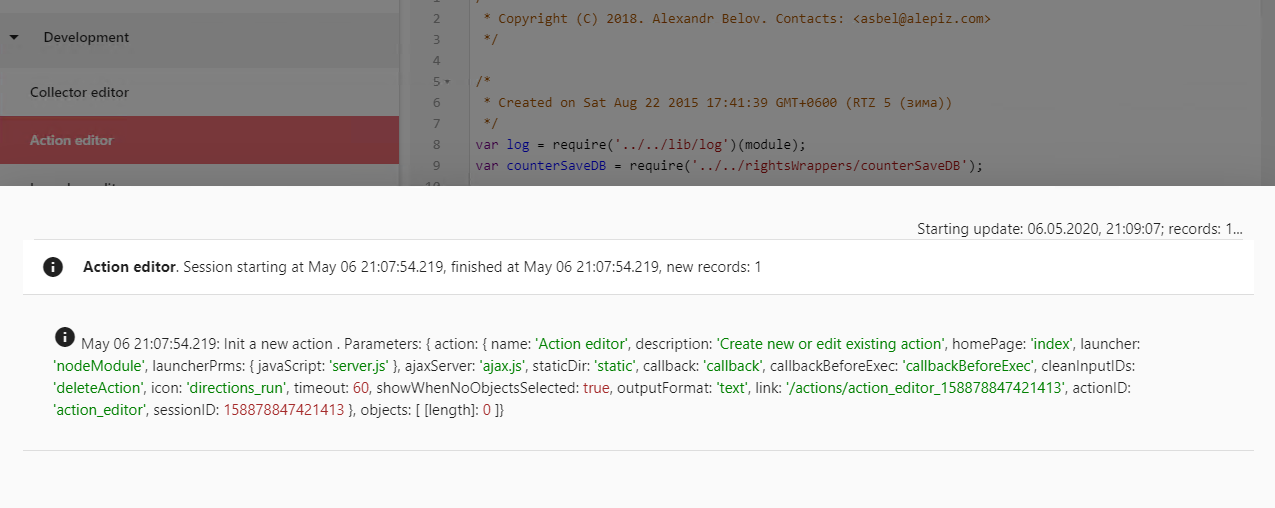 Development
Collector editor
Action editor
2 * Copyright (C) 2018. Alexandr Belov. Contacts: <asbel@alepiz.com>
3 */
4
5 /*
6 * Created on Sat Aug 22 2015 17:41:39 GMT+0600 (RTZ 5 (зима))
7 */
8 var log = require('../../lib/log')(module);
9 var counterSaveDB = require('../../rightsWrappers/counterSaveDB');
10
Starting update: 06.05.2020, 21:09:07; records: 1...
Action editor. Session starting at May 06 21:07:54.219, finished at May 06 21:07:54.219, new records: 1
May 06 21:07:54.219: Init a new action . Parameters: { action: { name: 'Action editor', description: 'Create new or edit existing action', homePage: 'index', launcher:
'nodeModule', launcherPrms: { javaScript: 'server.js' }, ajaxServer: 'ajax.js', staticDir: 'static', callback: 'callback', callbackBeforeExec: 'callbackBeforeExec', cleanInputIDs:
'deleteAction', icon: 'directions_run', timeout: 60, showWhenNoObjectsSelected: true, outputFormat: 'text', link: '/actions/action_editor_158878847421413', actionID:
'action_editor', sessionID: 158878847421413 }, objects: [ [length]: 0 ]}